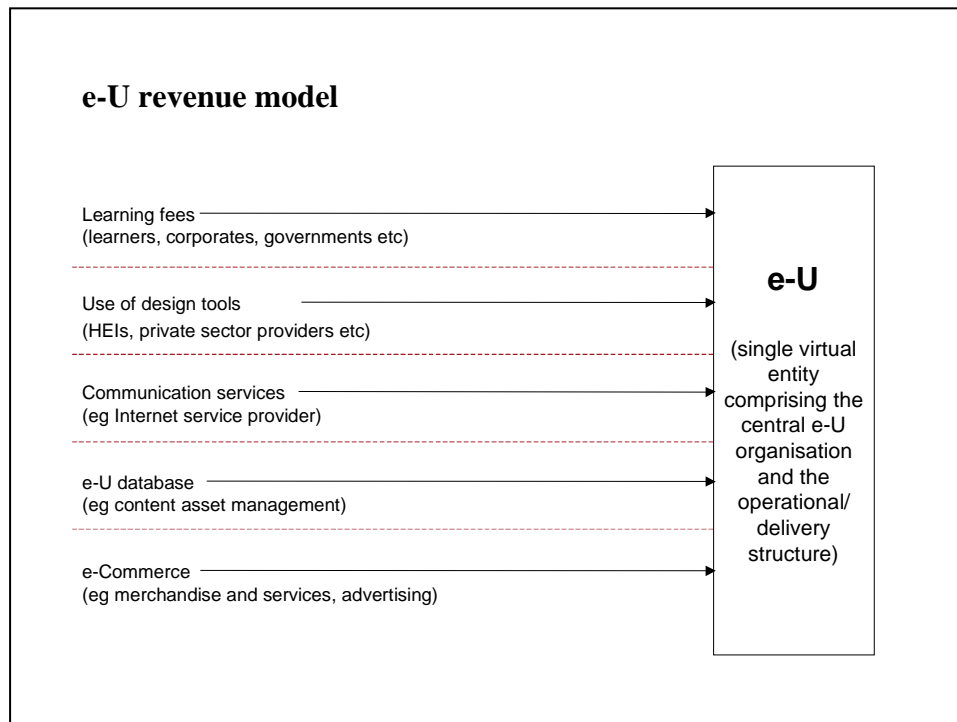 e-U revenue model
Learning fees
(learners, corporates, governments etc)
Use of design tools
(HEIs, private sector providers etc)
Communication services
(eg Internet service provider)
e-U database
(eg content asset management)
e-Commerce
(eg merchandise and services, advertising)
e-U
(single virtual
entity
comprising the
central e-U
organisation
and the
operational/
delivery
structure)